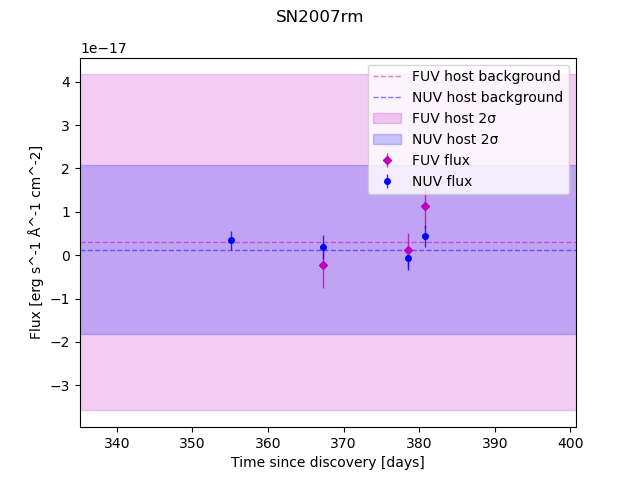 SN2007rm
1e−17
FUV host background
NUV host background
FUV host 2σ
NUV host 2σ
FUV flux
NUV flux
4
3
2
1
0
−1
−2
−3
Flux [erg s^-1 Å^-1 cm^-2]
340 350 360 370 380 390 400
Time since discovery [days]